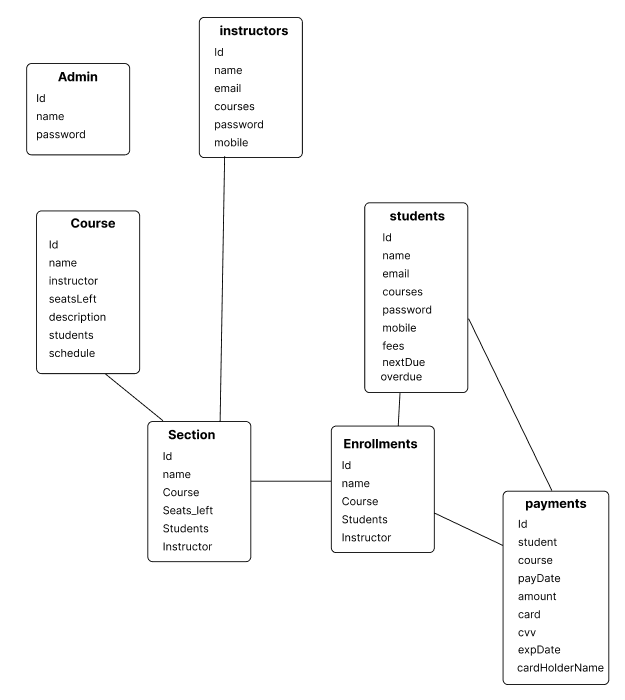 instructors
Id
name
email
courses
password
mobile
Admin
Id
name
password
Course
Id
name
instructor
seatsLeft
description
students
schedule
students
Id
name
email
courses
password
mobile
fees
nextDue
overdue
Section
Id
name
Course
Seats_left
Students
Instructor
Enrollments
Id
name
Course
Students
Instructor
payments
Id
student
course
payDate
amount
card
cvv
expDate
cardHolderName